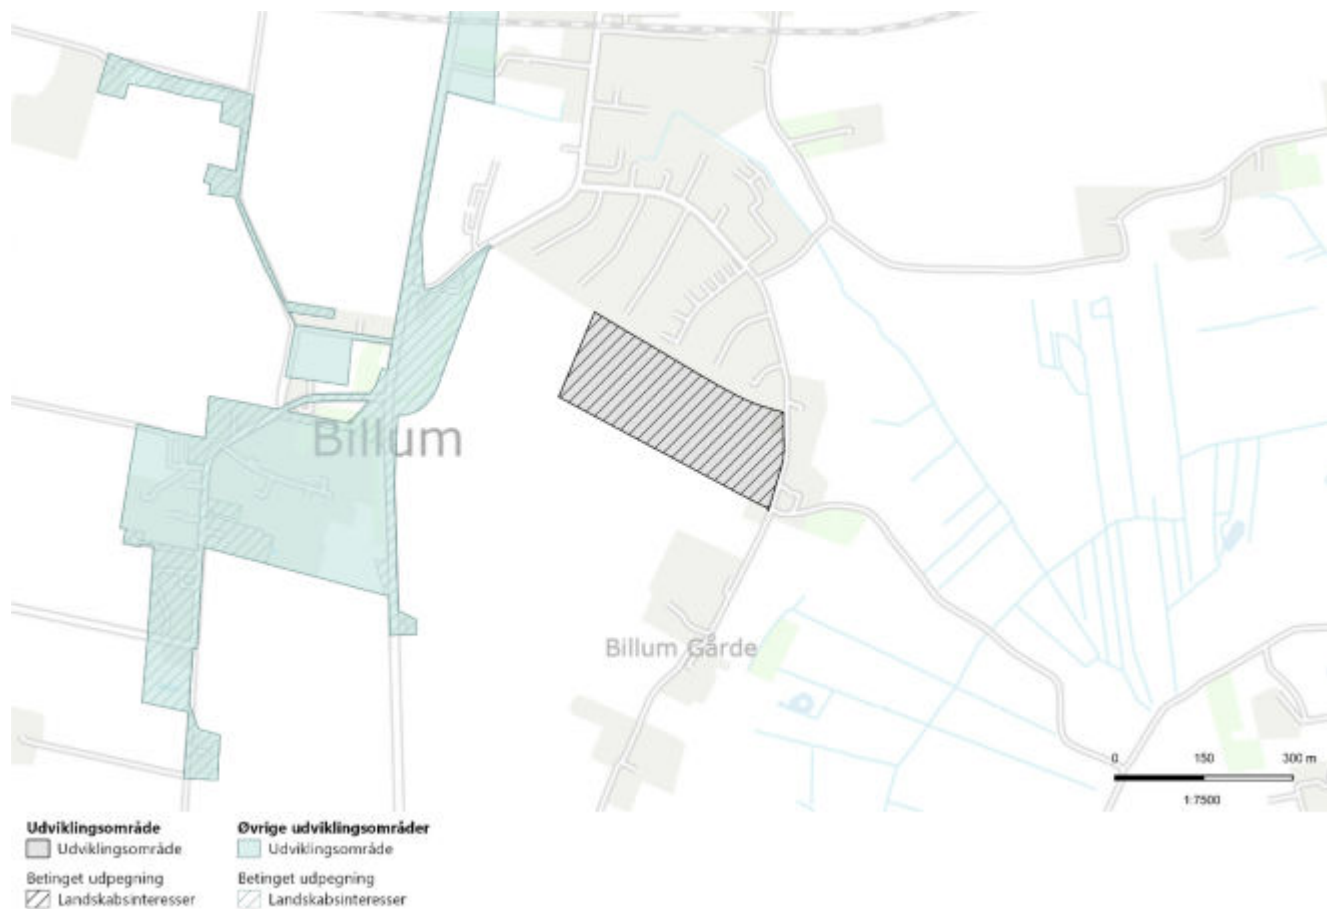 Billum
Billum Gårde
0 150 300 m
1:7500
Udviklingsområde
Udviklingsområde
Betinget udpegning
Landskabsinteresser
Øvrige udviklingsområder
Udviklingsområde
Betinget udpegning
Landskabsinteresser